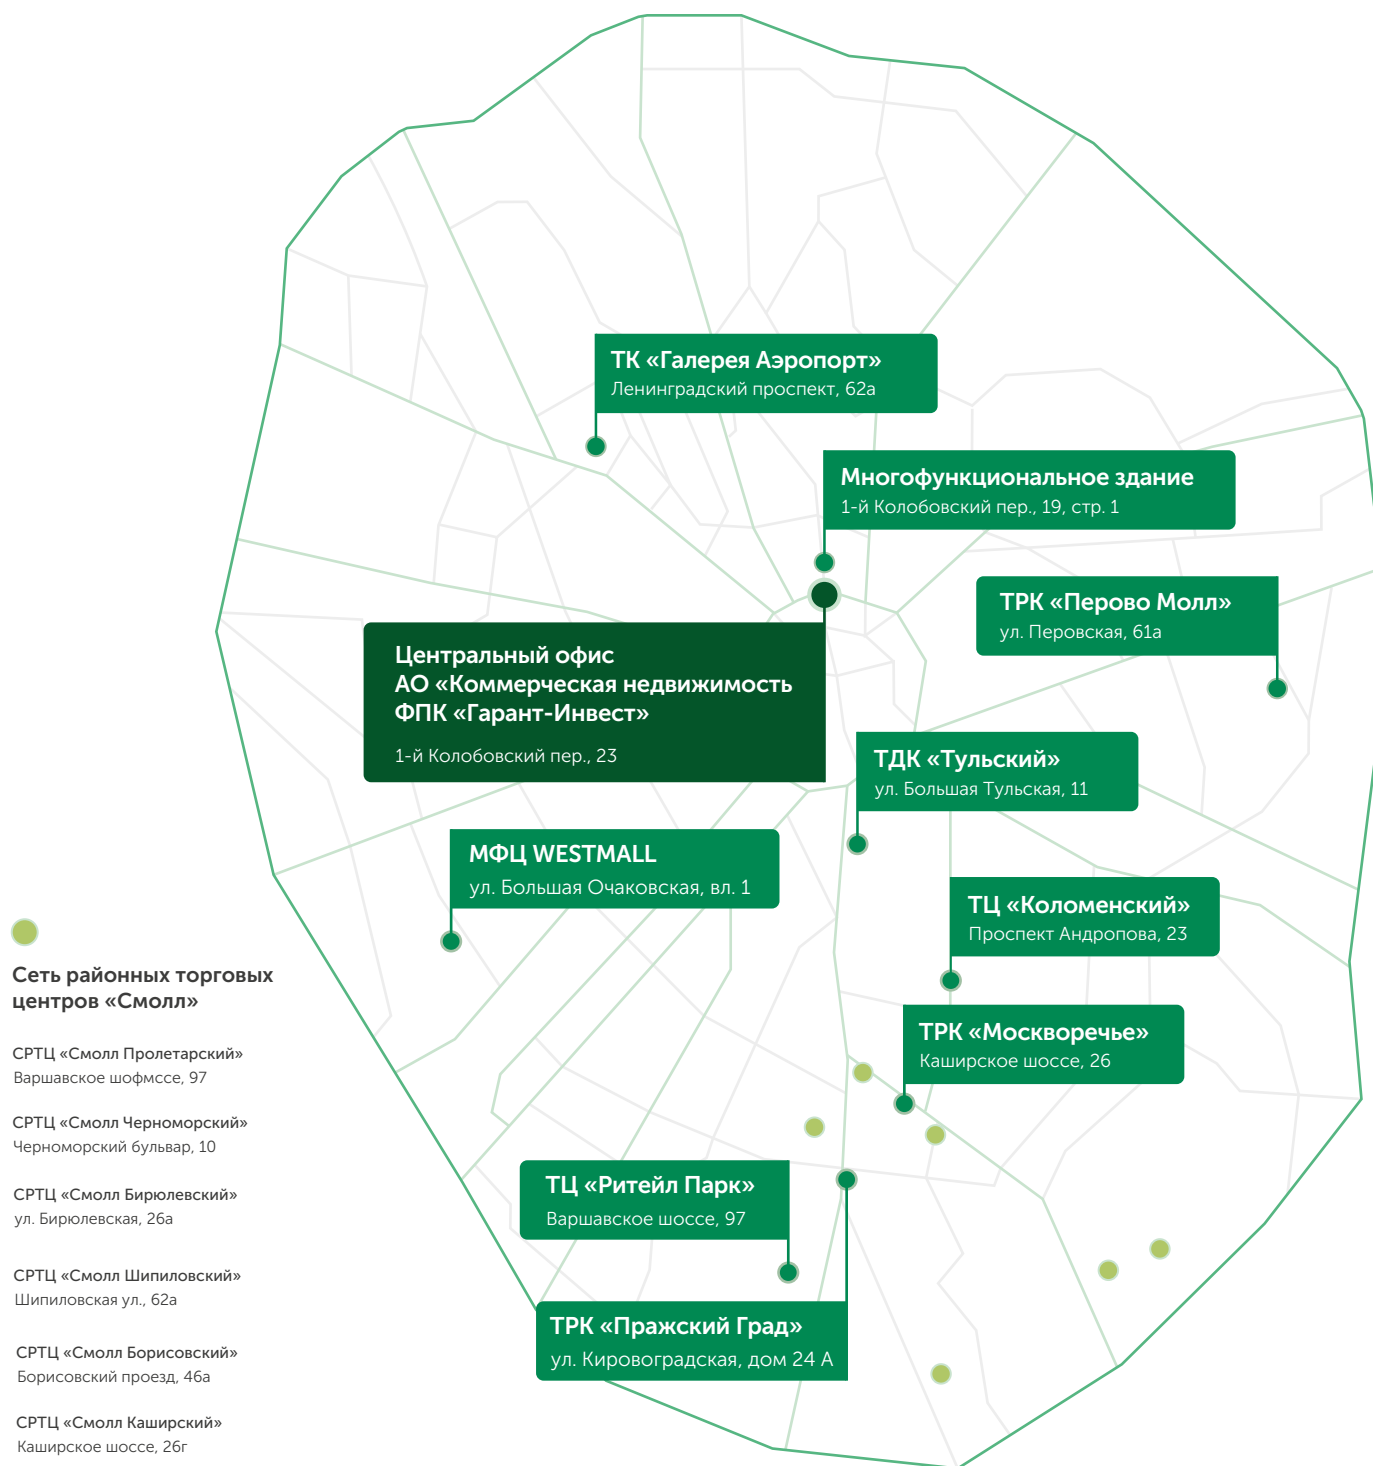 ТК «Галерея Аэропорт»
Ленинградский проспект, 62а
Многофункциональное здание
1-й Колобовский пер., 19, стр. 1
ТРК «Перово Молл»
ул. Перовская, 61а
Центральный офис
АО «Коммерческая недвижимость
ФПК «Гарант-Инвест»
1-й Колобовский пер., 23
ТДК «Тульский»
ул. Большая Тульская, 11
МФЦ WESTMALL
ул. Большая Очаковская, вл. 1
ТЦ «Коломенский»
Проспект Андропова, 23
ТРК «Москворечье»
Каширское шоссе, 26
ТЦ «Ритейл Парк»
Варшавское шоссе, 97
ТРК «Пражский Град»
ул. Кировоградская, дом 24 А
Сеть районных торговых
центров «Смолл»
СРТЦ «Смолл Пролетарский»
Варшавское шофмссе, 97
СРТЦ «Смолл Черноморский»
Черноморский бульвар, 10
СРТЦ «Смолл Бирюлевский»
ул. Бирюлевская, 26а
СРТЦ «Смолл Шипиловский»
Шипиловская ул., 62а
СРТЦ «Смолл Борисовский»
Борисовский проезд, 46а
СРТЦ «Смолл Каширский»
Каширское шоссе, 26г